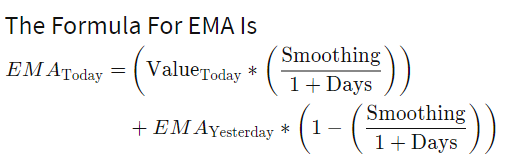 The Formula For EMA Is
EMA_Today = (Value_Today * (Smoothing / 1 + Days))
+ EMA_Yesterday * (1 − (Smoothing / 1 + Days))